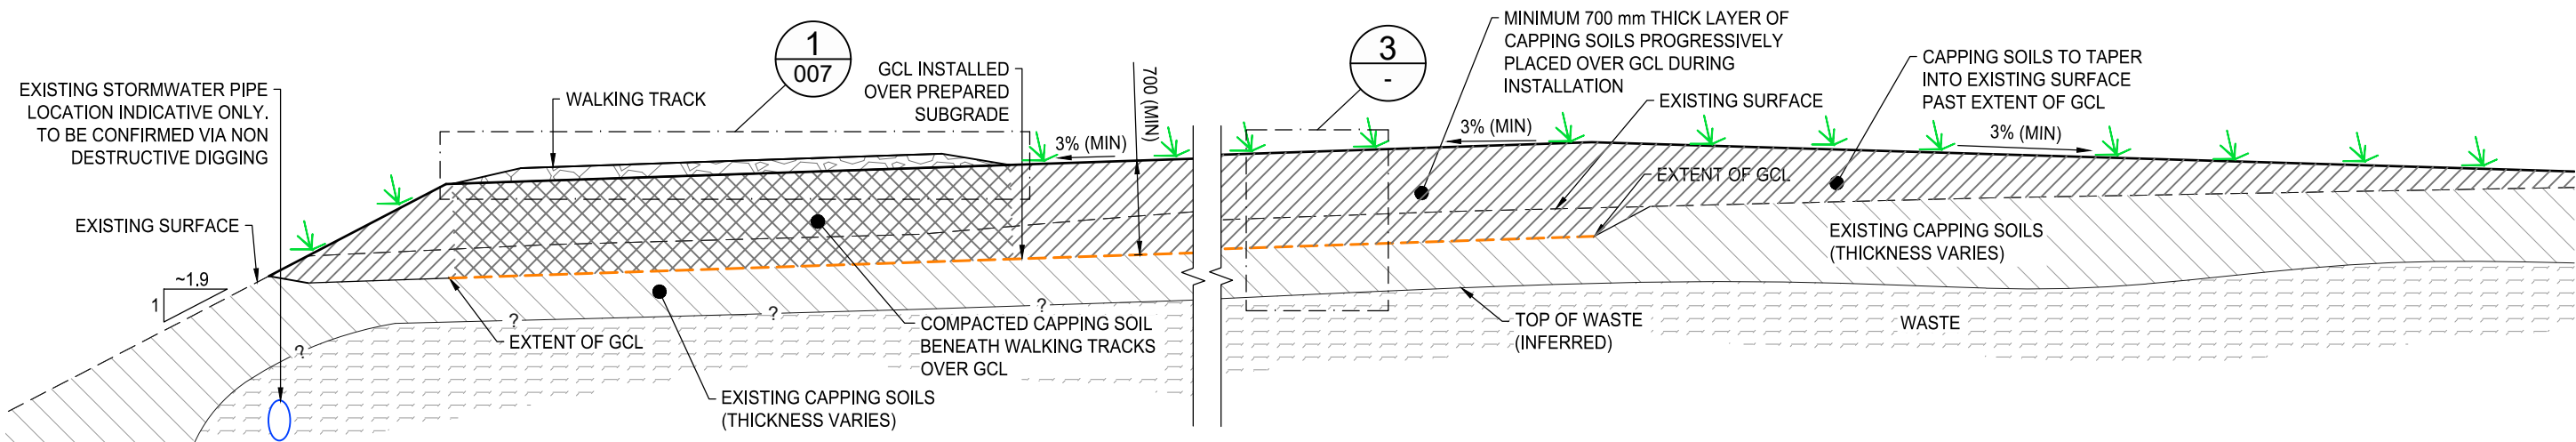 EXISTING STORMWATER PIPE
LOCATION INDICATIVE ONLY.
TO BE CONFIRMED VIA NON
DESTRUCTIVE DIGGING
EXISTING SURFACE
~1.9
1
WALKING TRACK
1
007
GCL INSTALLED
OVER PREPARED
SUBGRADE
700 (MIN)
3% (MIN)
?
?
?
?
EXTENT OF GCL
EXISTING CAPPING SOILS
(THICKNESS VARIES)
COMPACTED CAPPING SOIL
BENEATH WALKING TRACKS
OVER GCL
3
-
MINIMUM 700 mm THICK LAYER OF
CAPPING SOILS PROGRESSIVELY
PLACED OVER GCL DURING
INSTALLATION
EXISTING SURFACE
3% (MIN)
CAPPING SOILS TO TAPER
INTO EXISTING SURFACE
PAST EXTENT OF GCL
3% (MIN)
EXTENT OF GCL
EXISTING CAPPING SOILS
(THICKNESS VARIES)
TOP OF WASTE
(INFERRED)
WASTE